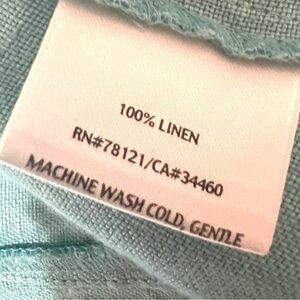 100% LINEN
RN#78121/CA#34460
MACHINE WASH COLD, GENTLE